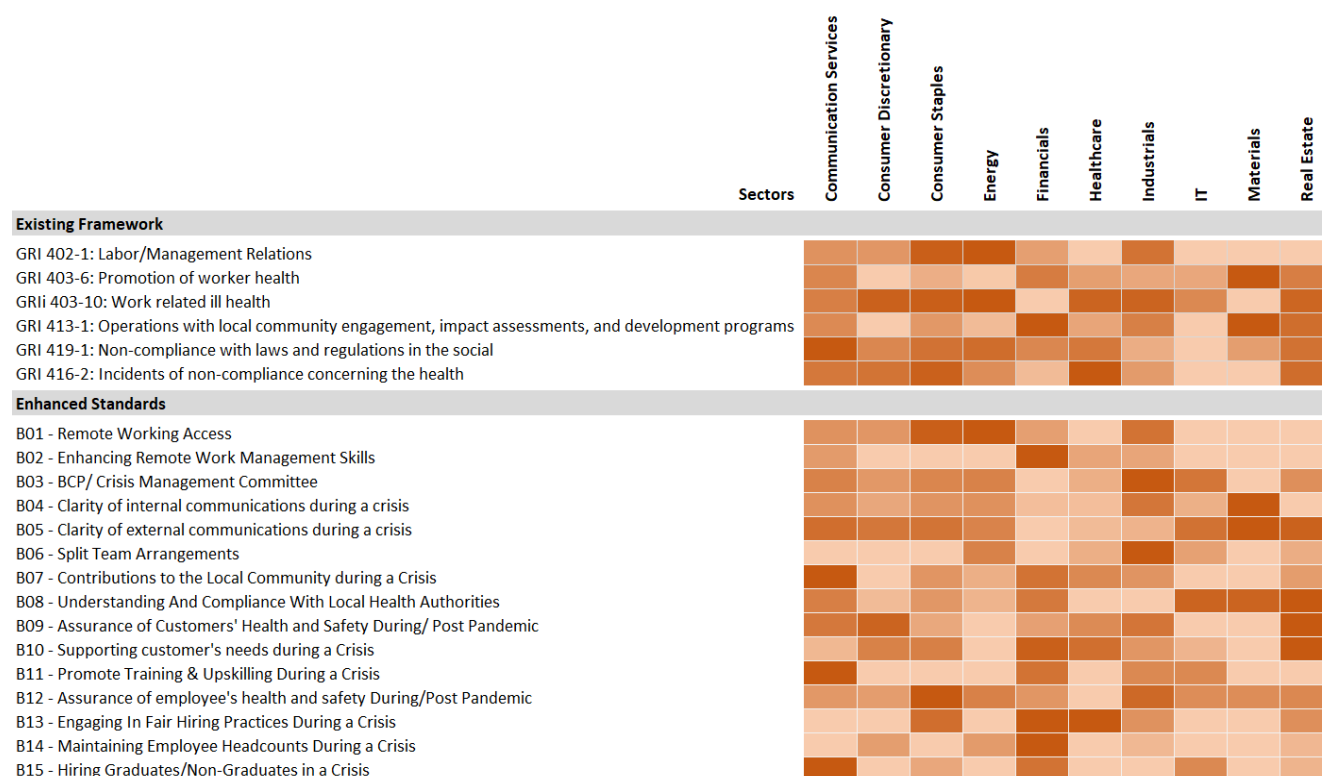 Communication Services
Consumer Discretionary
Consumer Staples
Energy
Financials
Healthcare
Industrials
IT
Materials
Real Estate
Sectors
Existing Framework
GRI 402-1: Labor/Management Relations
GRI 403-6: Promotion of worker health
GRIi 403-10: Work related ill health
GRI 413-1: Operations with local community engagement, impact assessments, and development programs
GRI 419-1: Non-compliance with laws and regulations in the social
GRI 416-2: Incidents of non-compliance concerning the health
Enhanced Standards
B01 - Remote Working Access
B02 - Enhancing Remote Work Management Skills
B03 - BCP/ Crisis Management Committee
B04 - Clarity of internal communications during a crisis
B05 - Clarity of external communications during a crisis
B06 - Split Team Arrangements
B07 - Contributions to the Local Community during a Crisis
B08 - Understanding And Compliance With Local Health Authorities
B09 - Assurance of Customers' Health and Safety During/ Post Pandemic
B10 - Supporting customer's needs during a Crisis
B11 - Promote Training & Upskilling During a Crisis
B12 - Assurance of employee's health and safety During/Post Pandemic
B13 - Engaging In Fair Hiring Practices During a Crisis
B14 - Maintaining Employee Headcounts During a Crisis
B15 - Hiring Graduates/Non-Graduates in a Crisis